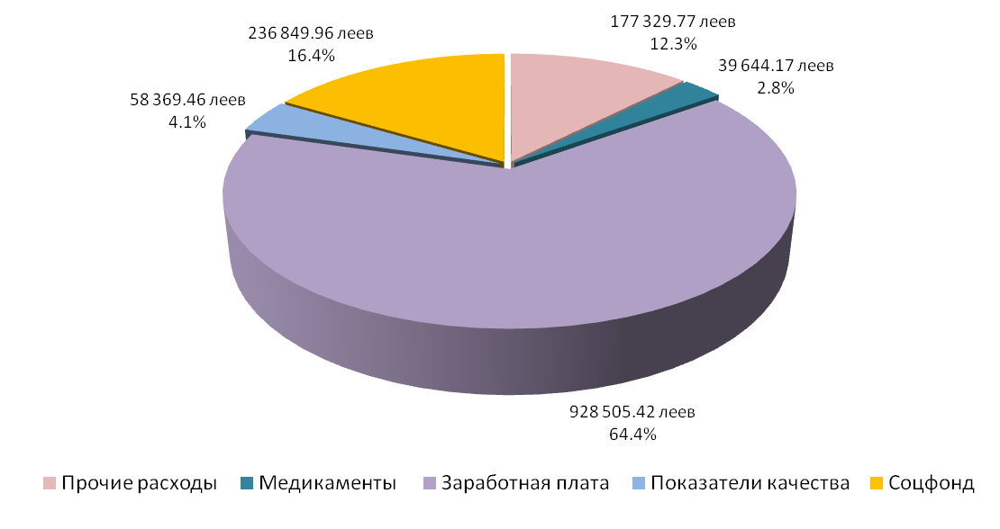 177 329.77 леев
12.3%
236 849.96 леев
16.4%
39 644.17 леев
2.8%
58 369.46 леев
4.1%
928 505.42 леев
64.4%
Прочие расходы Медикаменты Заработная плата Показатели качества Соцфонд